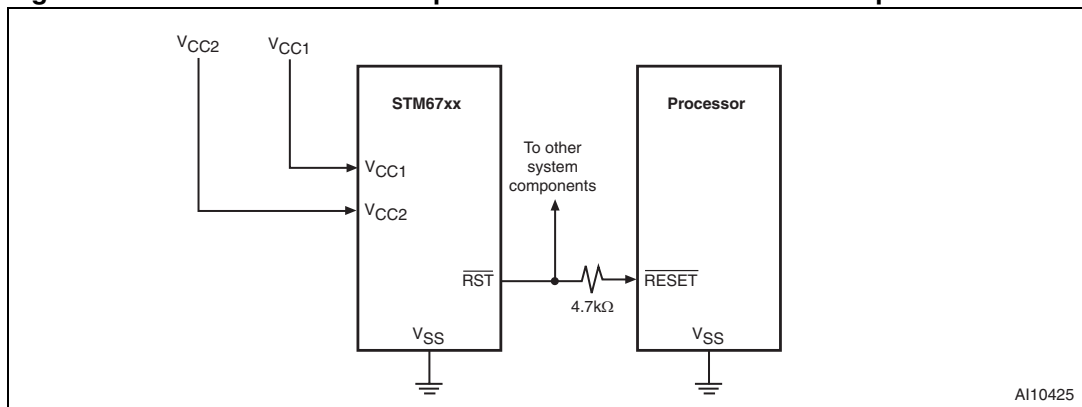 VCC2
VCC1
STM67xx
Processor
To other
system
components
VCC1
VCC2
RST
RESET
4.7kΩ
VSS
VSS
AI10425